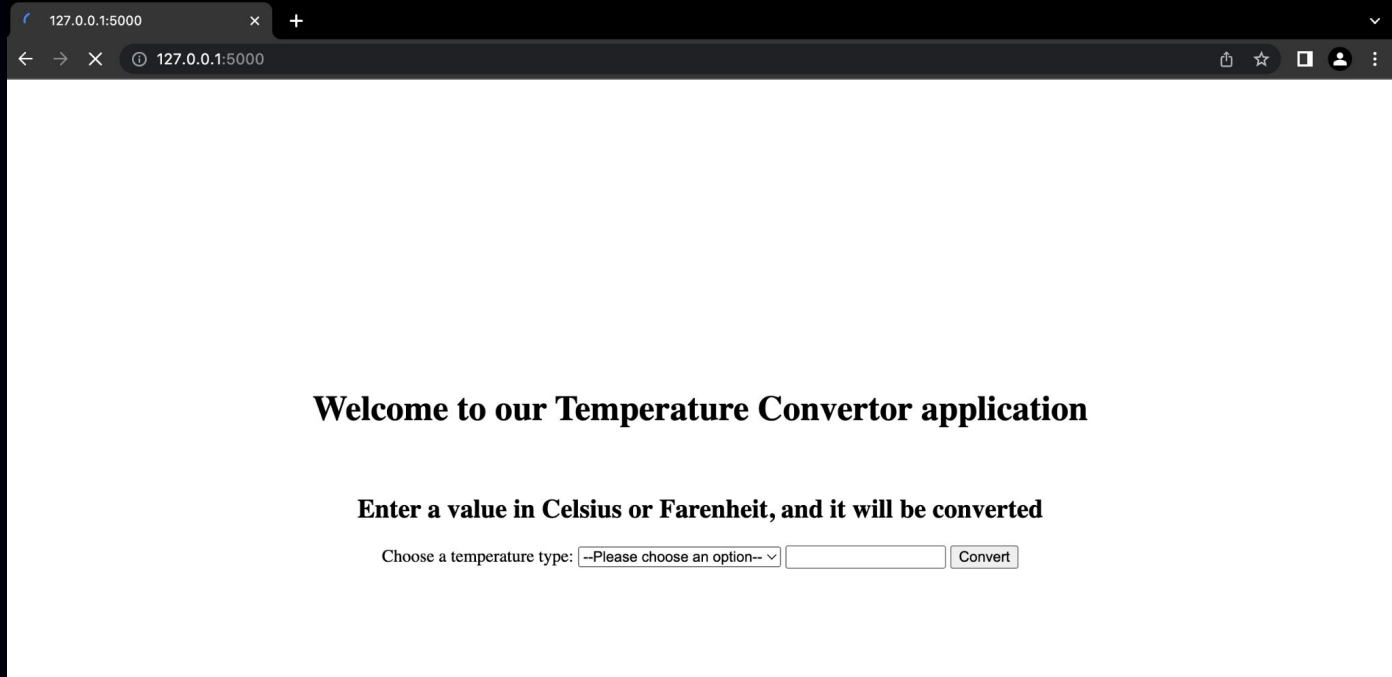 127.0.0.1:5000
127.0.0.1:5000
Welcome to our Temperature Convertor application
Enter a value in Celsius or Farenheit, and it will be converted
Choose a temperature type: --Please choose an option-- Convert